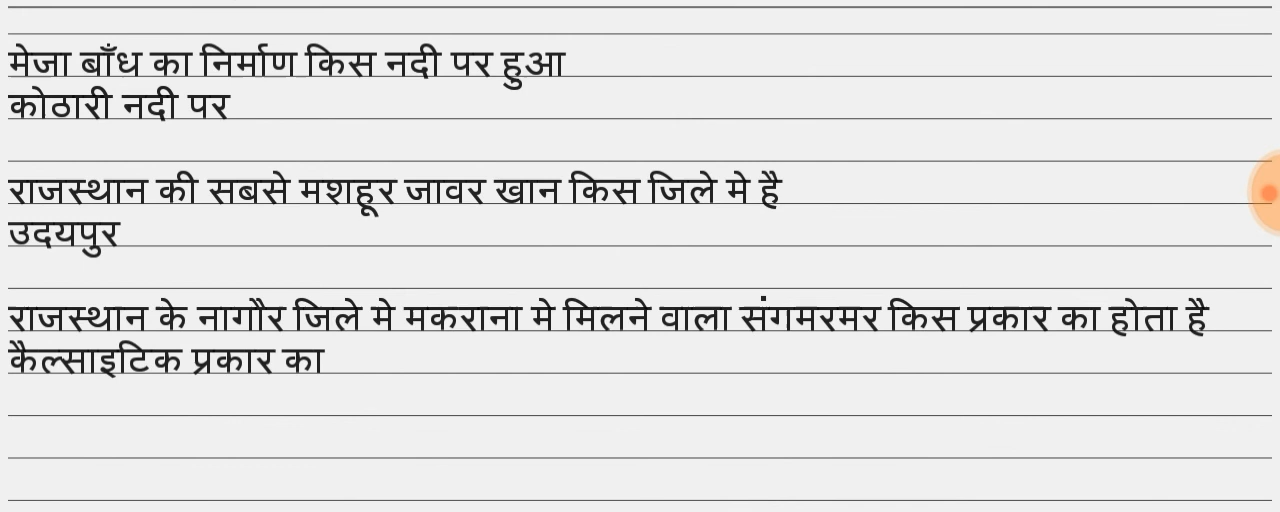 मेजा बाँध का निर्माण किस नदी पर हुआ
कोठारी नदी पर
राजस्थान की सबसे मशहूर जावर खान किस जिले मे है
उदयपुर
राजस्थान के नागौर जिले मे मकराना मे मिलने वाला संगमरमर किस प्रकार का होता है
कैल्साइटिक प्रकार का